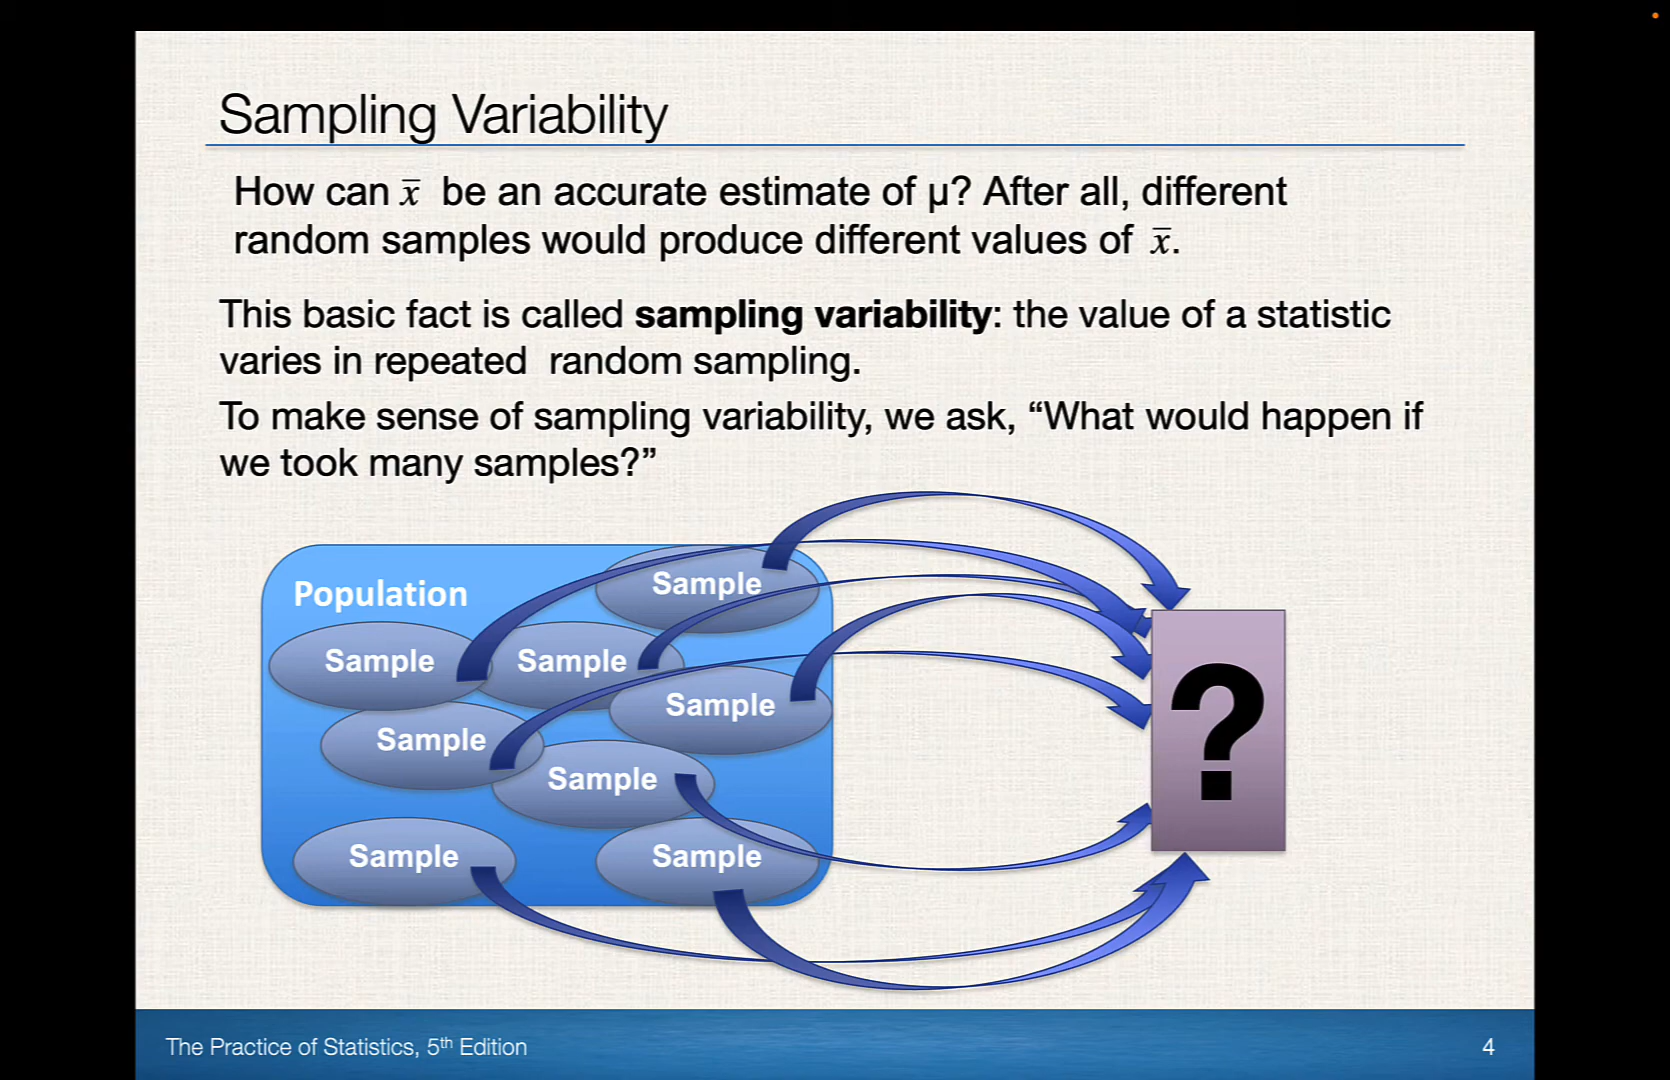 Sampling Variability
How can x̅ be an accurate estimate of μ? After all, different
random samples would produce different values of x̅.
This basic fact is called sampling variability: the value of a statistic
varies in repeated random sampling.
To make sense of sampling variability, we ask, “What would happen if
we took many samples?”
Population
Sample
Sample
Sample
Sample
Sample
Sample
Sample
Sample
?
The Practice of Statistics, 5th Edition
4